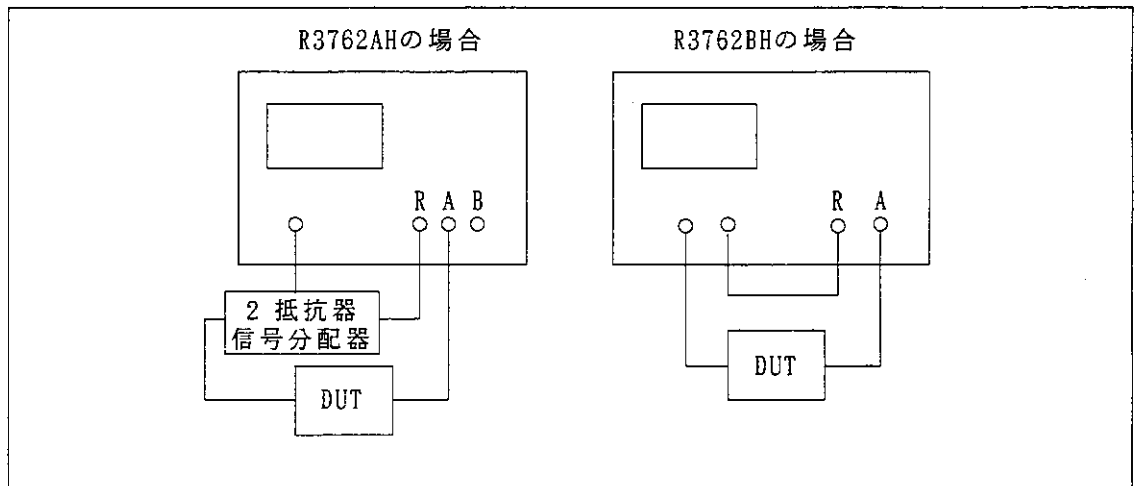 R3762AHの場合
R3762BHの場合
R A B
R A
2 抵抗器
信号分配器
DUT
DUT